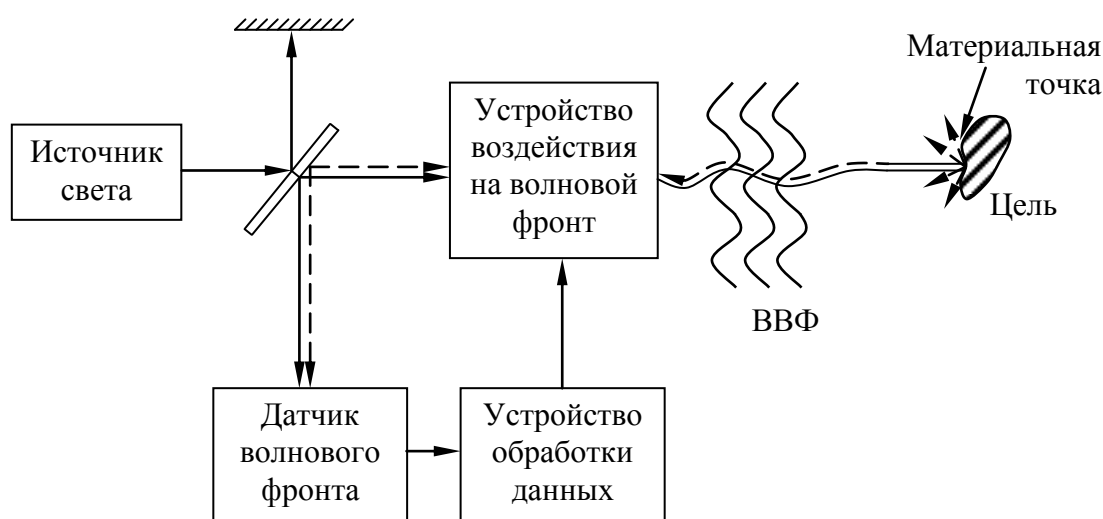 Материальная
точка
Источник
света
Устройство
воздействия
на волновой
фронт
Цель
ВВФ
Датчик
волнового
фронта
Устройство
обработки
данных